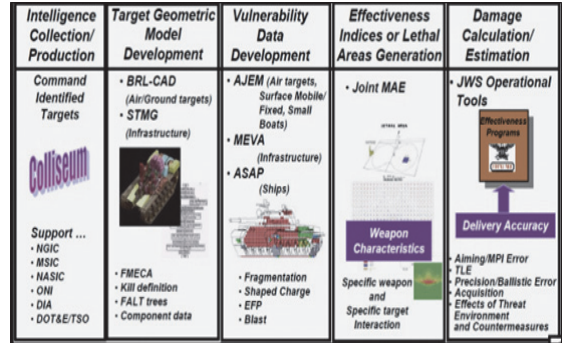 Intelligence
Collection/
Production
Command
Identified
Targets
Colliseum
Support ...
• NGIC
• MSIC
• NASIC
• ONI
• DIA
• DOT&E/TSO
Target Geometric
Model
Development
• BRL-CAD
(Air/Ground targets)
• STMG
(Infrastructure)
• FMECA
• Kill definition
• FALT trees
• Component data
Vulnerability
Data
Development
• AJEM (Air targets,
Surface Mobile/
Fixed, Small
Boats)
• MEVA
(Infrastructure)
• ASAP
(Ships)
• Fragmentation
• Shaped Charge
• EFP
• Blast
Effectiveness
Indices or Lethal
Areas Generation
• Joint MAE
Weapon
Characteristics
Specific weapon
and
Specific target
Interaction
Damage
Calculation/
Estimation
• JWS Operational
Tools
Effectiveness
Programs
Delivery Accuracy
• Aiming/MPI Error
• TLE
• Precision/Ballistic Error
• Acquisition
• Effects of Threat
Environment
and Countermeasures